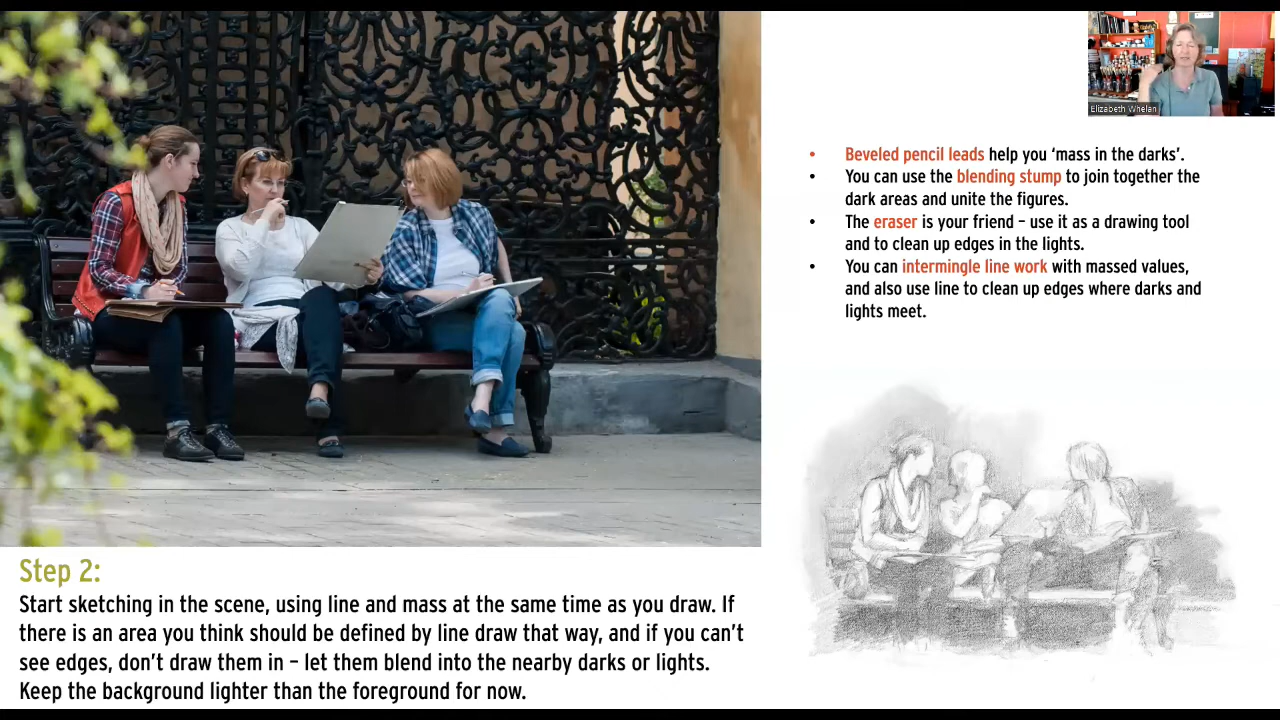 Elizabeth Whelan
• Beveled pencil leads help you ‘mass in the darks’.
• You can use the blending stump to join together the
dark areas and unite the figures.
• The eraser is your friend – use it as a drawing tool
and to clean up edges in the lights.
• You can intermingle line work with massed values,
and also use line to clean up edges where darks and
lights meet.
Step 2:
Start sketching in the scene, using line and mass at the same time as you draw. If
there is an area you think should be defined by line draw that way, and if you can’t
see edges, don’t draw them in – let them blend into the nearby darks or lights.
Keep the background lighter than the foreground for now.